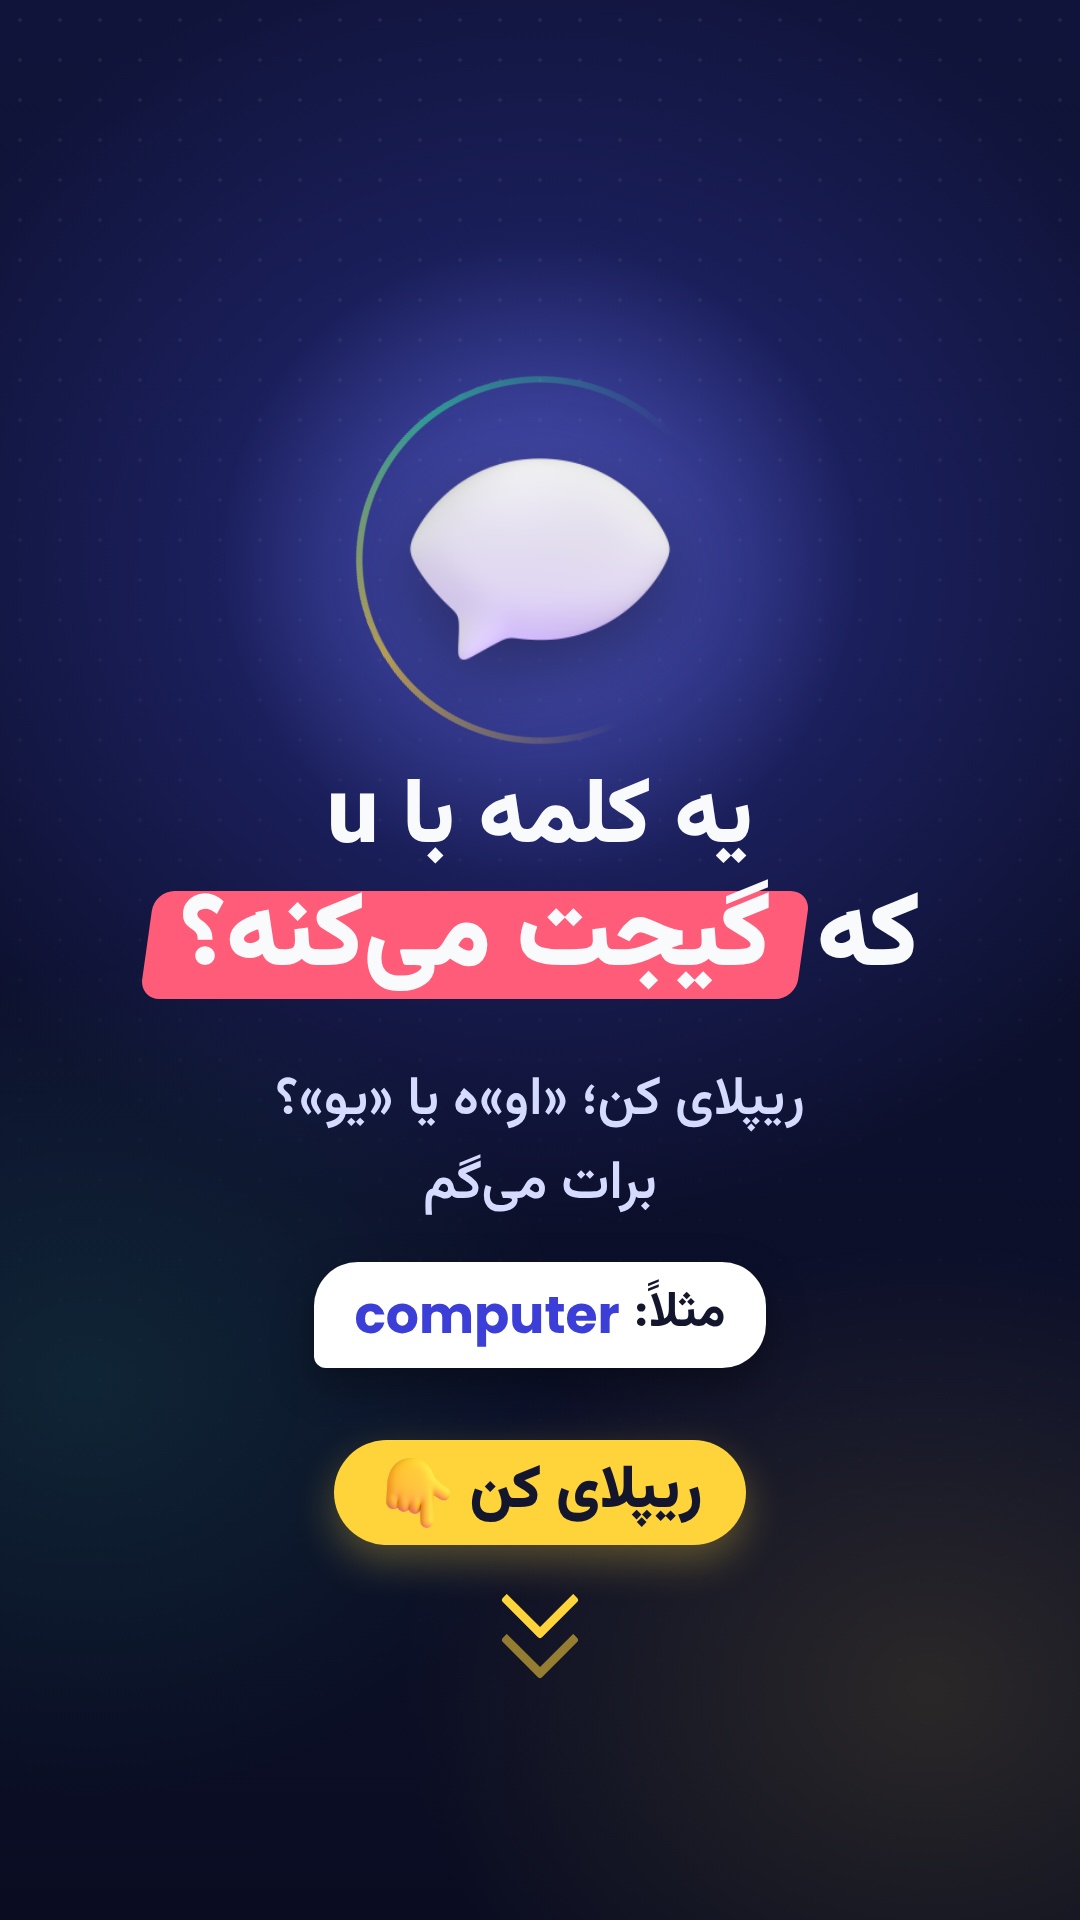 یه کلمه با u
که گیجت می‌کنه؟
ریپلای کن؛ «او»ه یا «یو»؟
برات می‌گم
مثلاً: computer
ریپلای کن 👇